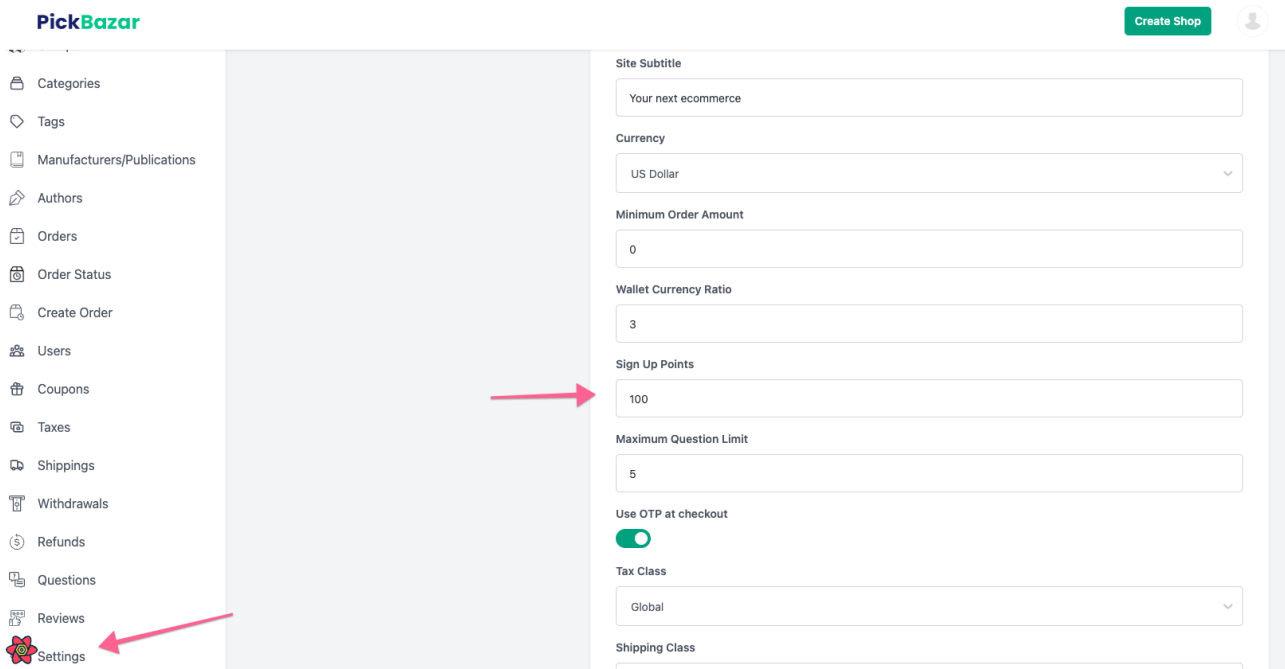 PickBazar
Create Shop
Categories
Tags
Manufacturers/Publications
Authors
Orders
Order Status
Create Order
Users
Coupons
Taxes
Shippings
Withdrawals
Refunds
Questions
Reviews
Settings
Site Subtitle
Your next ecommerce
Currency
US Dollar
Minimum Order Amount
0
Wallet Currency Ratio
3
Sign Up Points
100
Maximum Question Limit
5
Use OTP at checkout
Tax Class
Global
Shipping Class